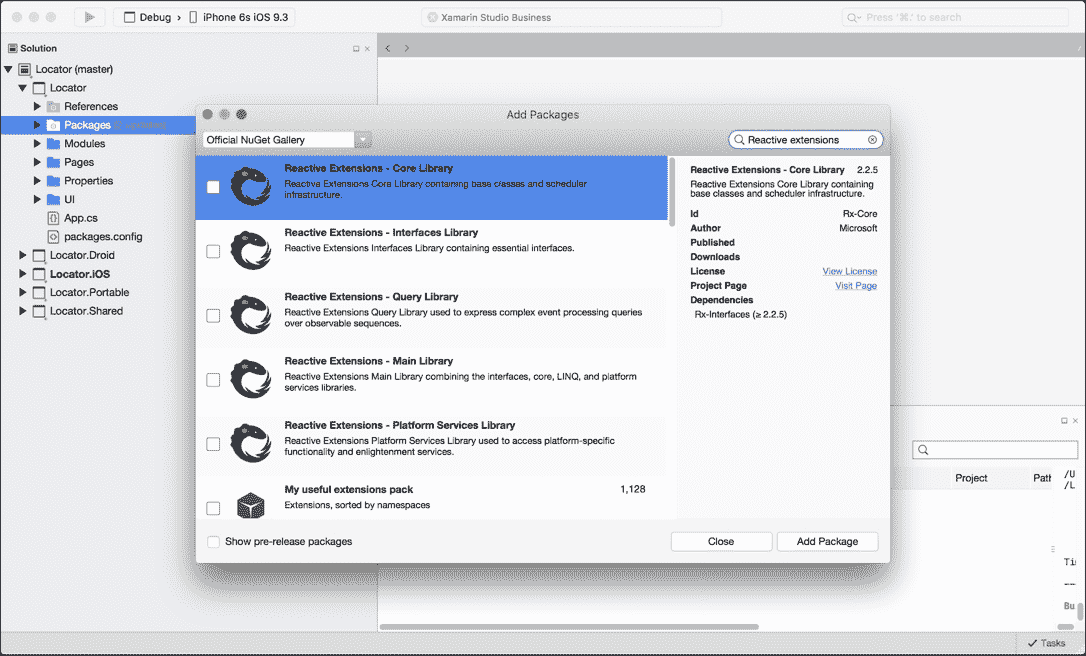 Debug › iPhone 6s iOS 9.3
Xamarin Studio Business
Press '⌘.' to search
Solution
Locator (master)
Locator
References
Packages
Modules
Pages
Properties
UI
App.cs
packages.config
Locator.Droid
Locator.iOS
Locator.Portable
Locator.Shared
Add Packages
Official NuGet Gallery
Reactive extensions
Reactive Extensions - Core Library
Reactive Extensions Core Library containing base classes and scheduler
infrastructure.
Reactive Extensions - Interfaces Library
Reactive Extensions Interfaces Library containing essential interfaces.
Reactive Extensions - Query Library
Reactive Extensions Query Library used to express complex event processing queries
over observable sequences.
Reactive Extensions - Main Library
Reactive Extensions Main Library combining the interfaces, core, LINQ, and platform
services libraries.
Reactive Extensions - Platform Services Library
Reactive Extensions Platform Services Library used to access platform-specific
functionality and enlightenment services.
My useful extensions pack 1,128
Extensions, sorted by namespaces
Reactive Extensions - Core Library 2.2.5
Reactive Extensions Core Library containing
base classes and scheduler infrastructure.
Id Rx-Core
Author Microsoft
Published
Downloads
License View License
Project Page Visit Page
Dependencies
Rx-Interfaces (≥ 2.2.5)
Show pre-release packages
Close
Add Package
Project
Path
/U
/L
Ti
Bu
Tasks